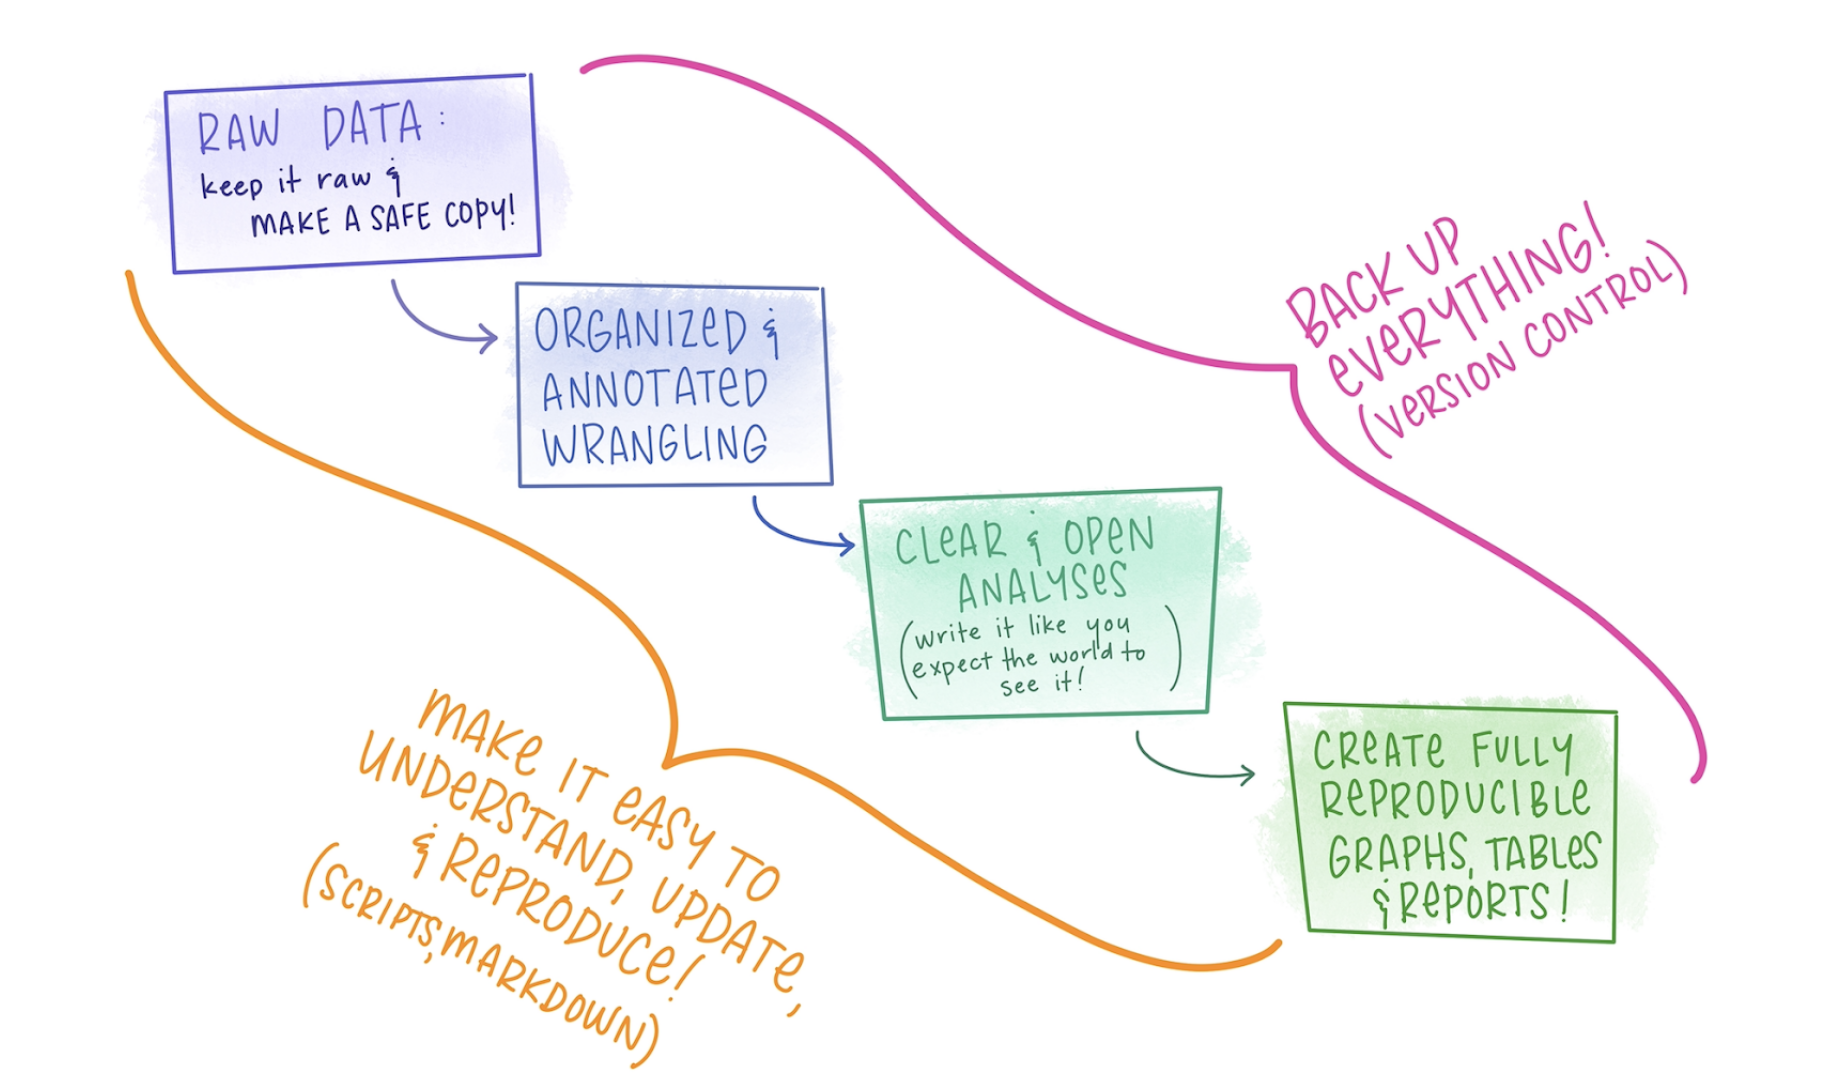 RAW DATA:
keep it raw &
MAKE A SAFE COPY!
ORGANIZED &
ANNOTATED
WRANGLING
CLEAR & OPEN
ANALYSES
(write it like you
expect the world to
see it!)
CREATE FULLY
REPRODUCIBLE
GRAPHS, TABLES
& REPORTS!
BACK UP
EVERYTHING!
(VERSION CONTROL)
MAKE IT EASY TO
UNDERSTAND, UPDATE,
& REPRODUCE!
(SCRIPTS, MARKDOWN)